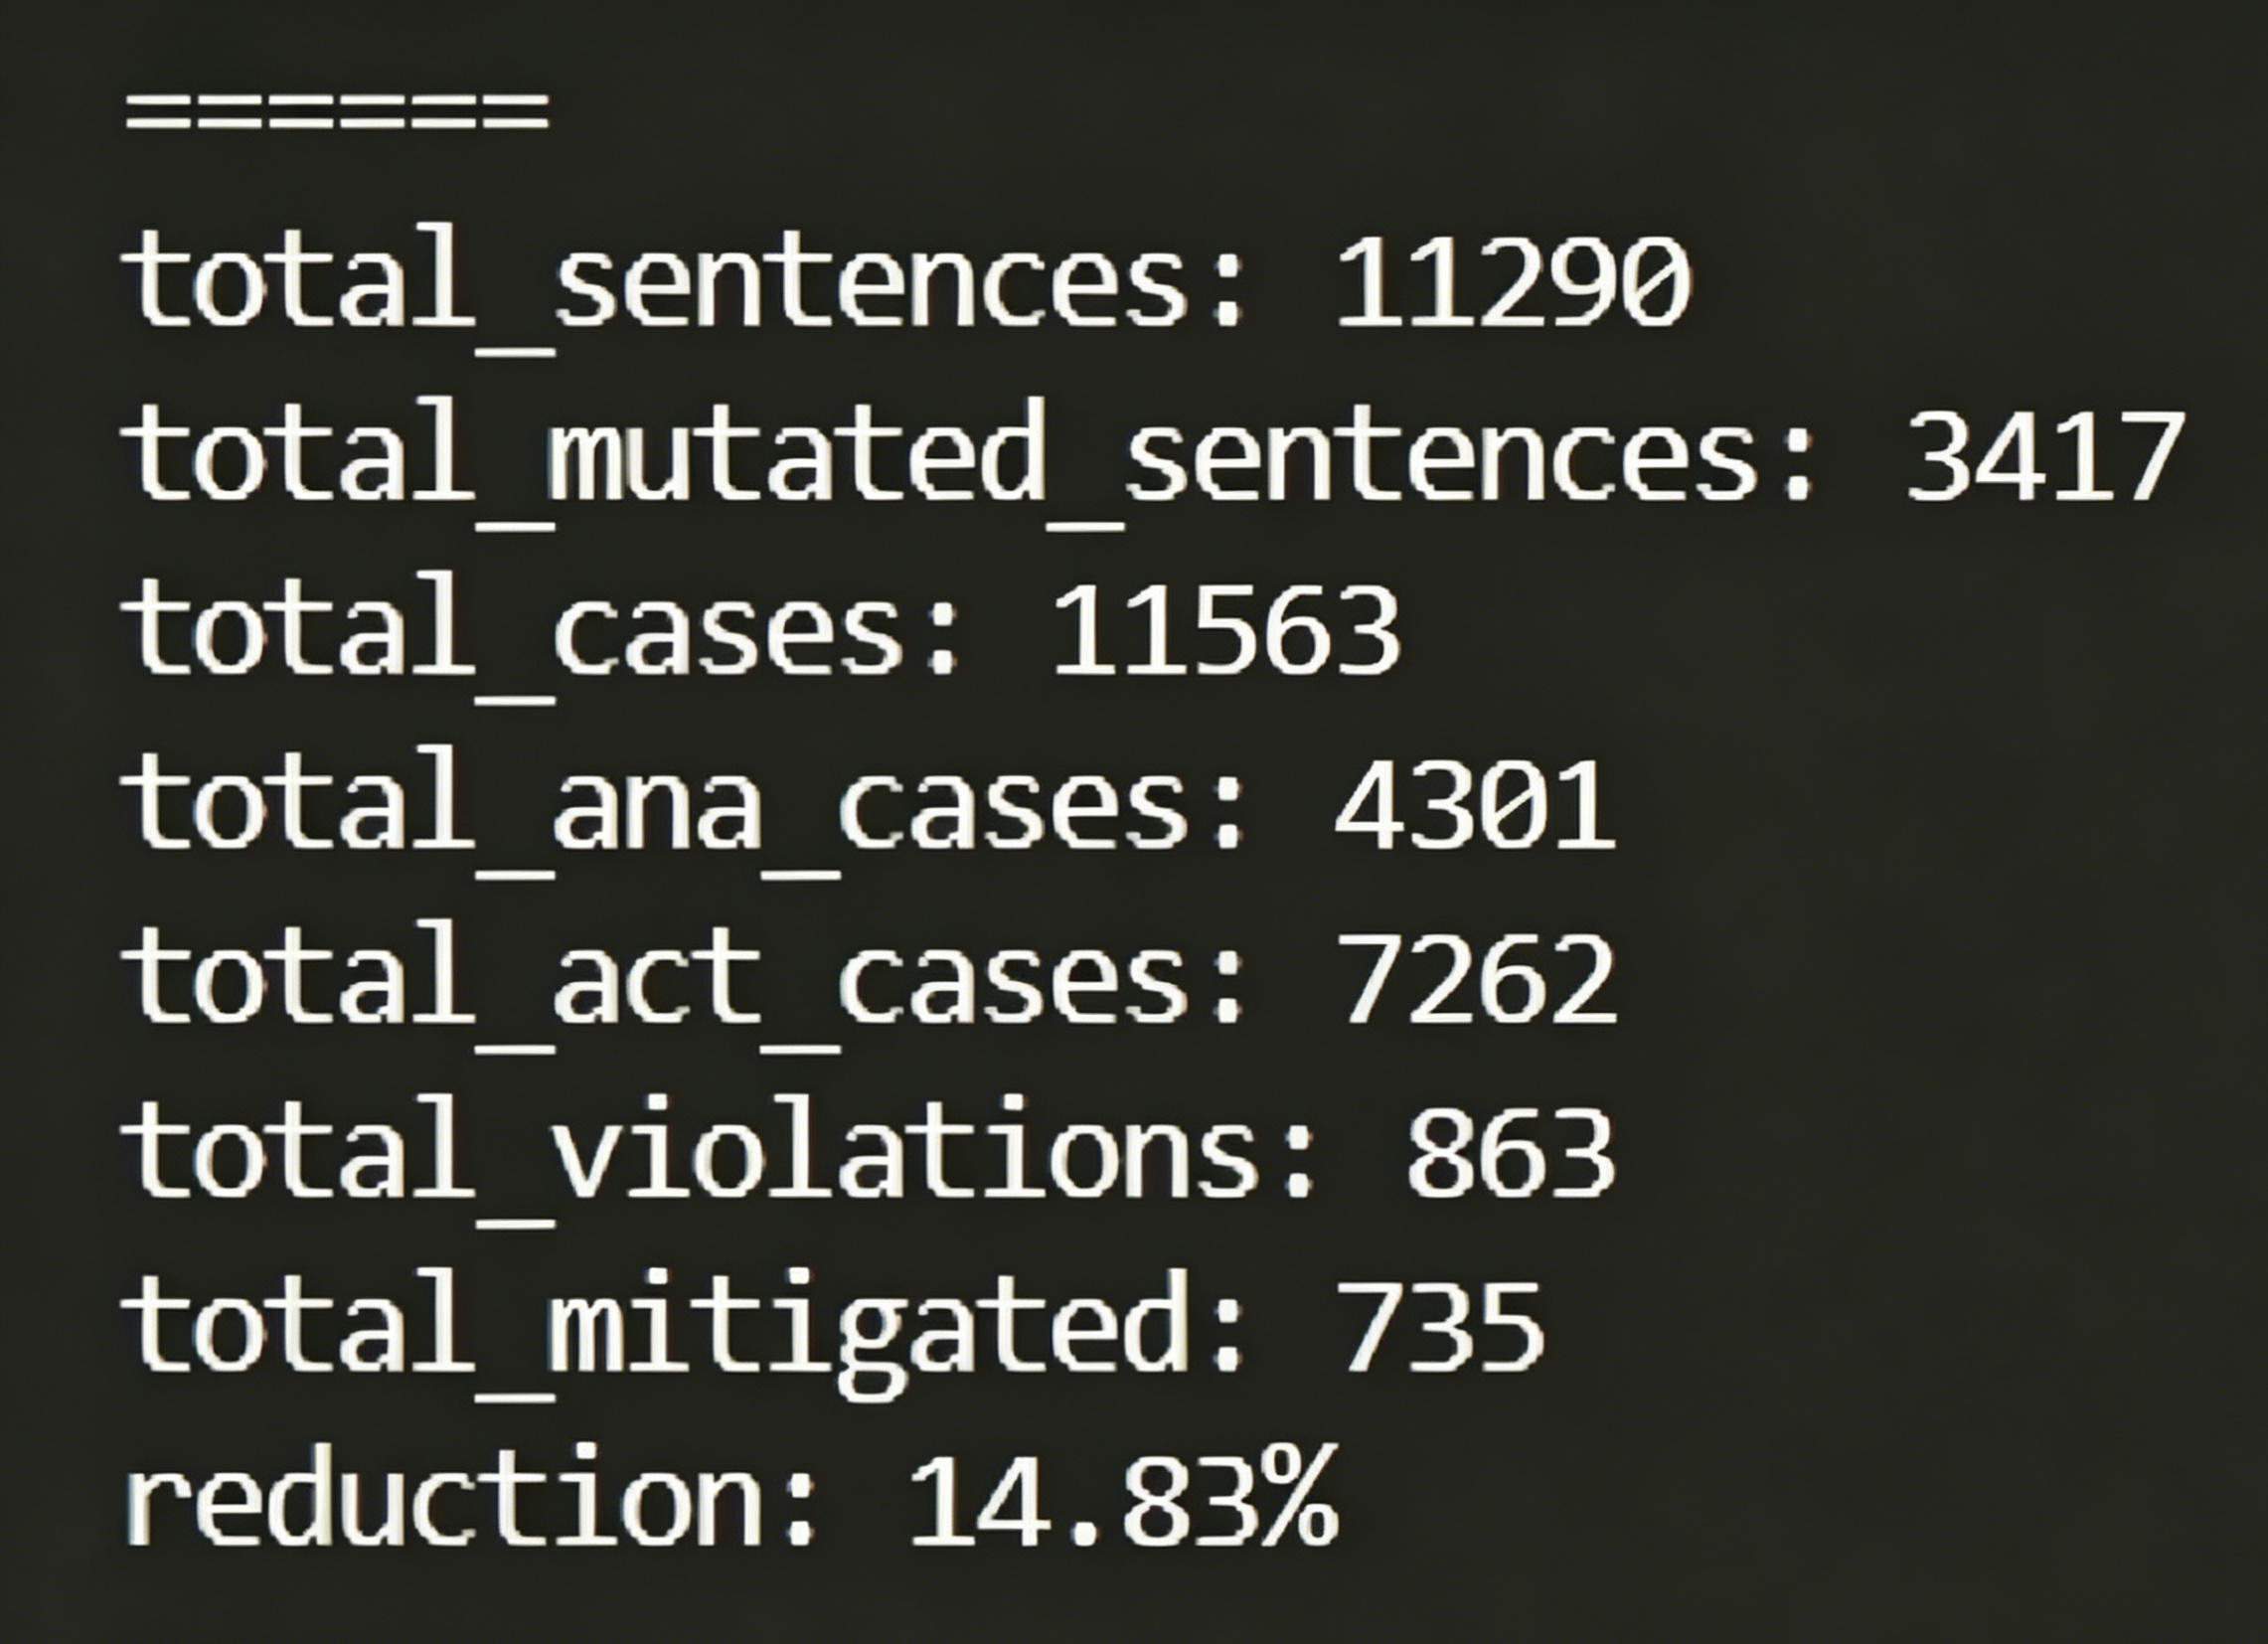 ======
total_sentences: 11290
total_mutated_sentences: 3417
total_cases: 11563
total_ana_cases: 4301
total_act_cases: 7262
total_violations: 863
total_mitigated: 735
reduction: 14.83%